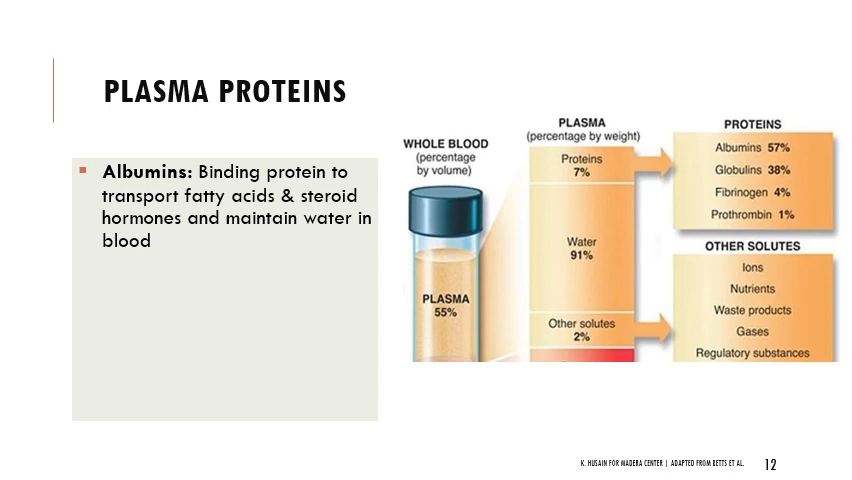 PLASMA PROTEINS
Albumins: Binding protein to
transport fatty acids & steroid
hormones and maintain water in
blood
WHOLE BLOOD
(percentage
by volume)
PLASMA
55%
PLASMA
(percentage by weight)
Proteins
7%
Water
91%
Other solutes
2%
PROTEINS
Albumins 57%
Globulins 38%
Fibrinogen 4%
Prothrombin 1%
OTHER SOLUTES
Ions
Nutrients
Waste products
Gases
Regulatory substances
K. HUSAIN FOR MADERA CENTER | ADAPTED FROM BETTS ET AL.
12